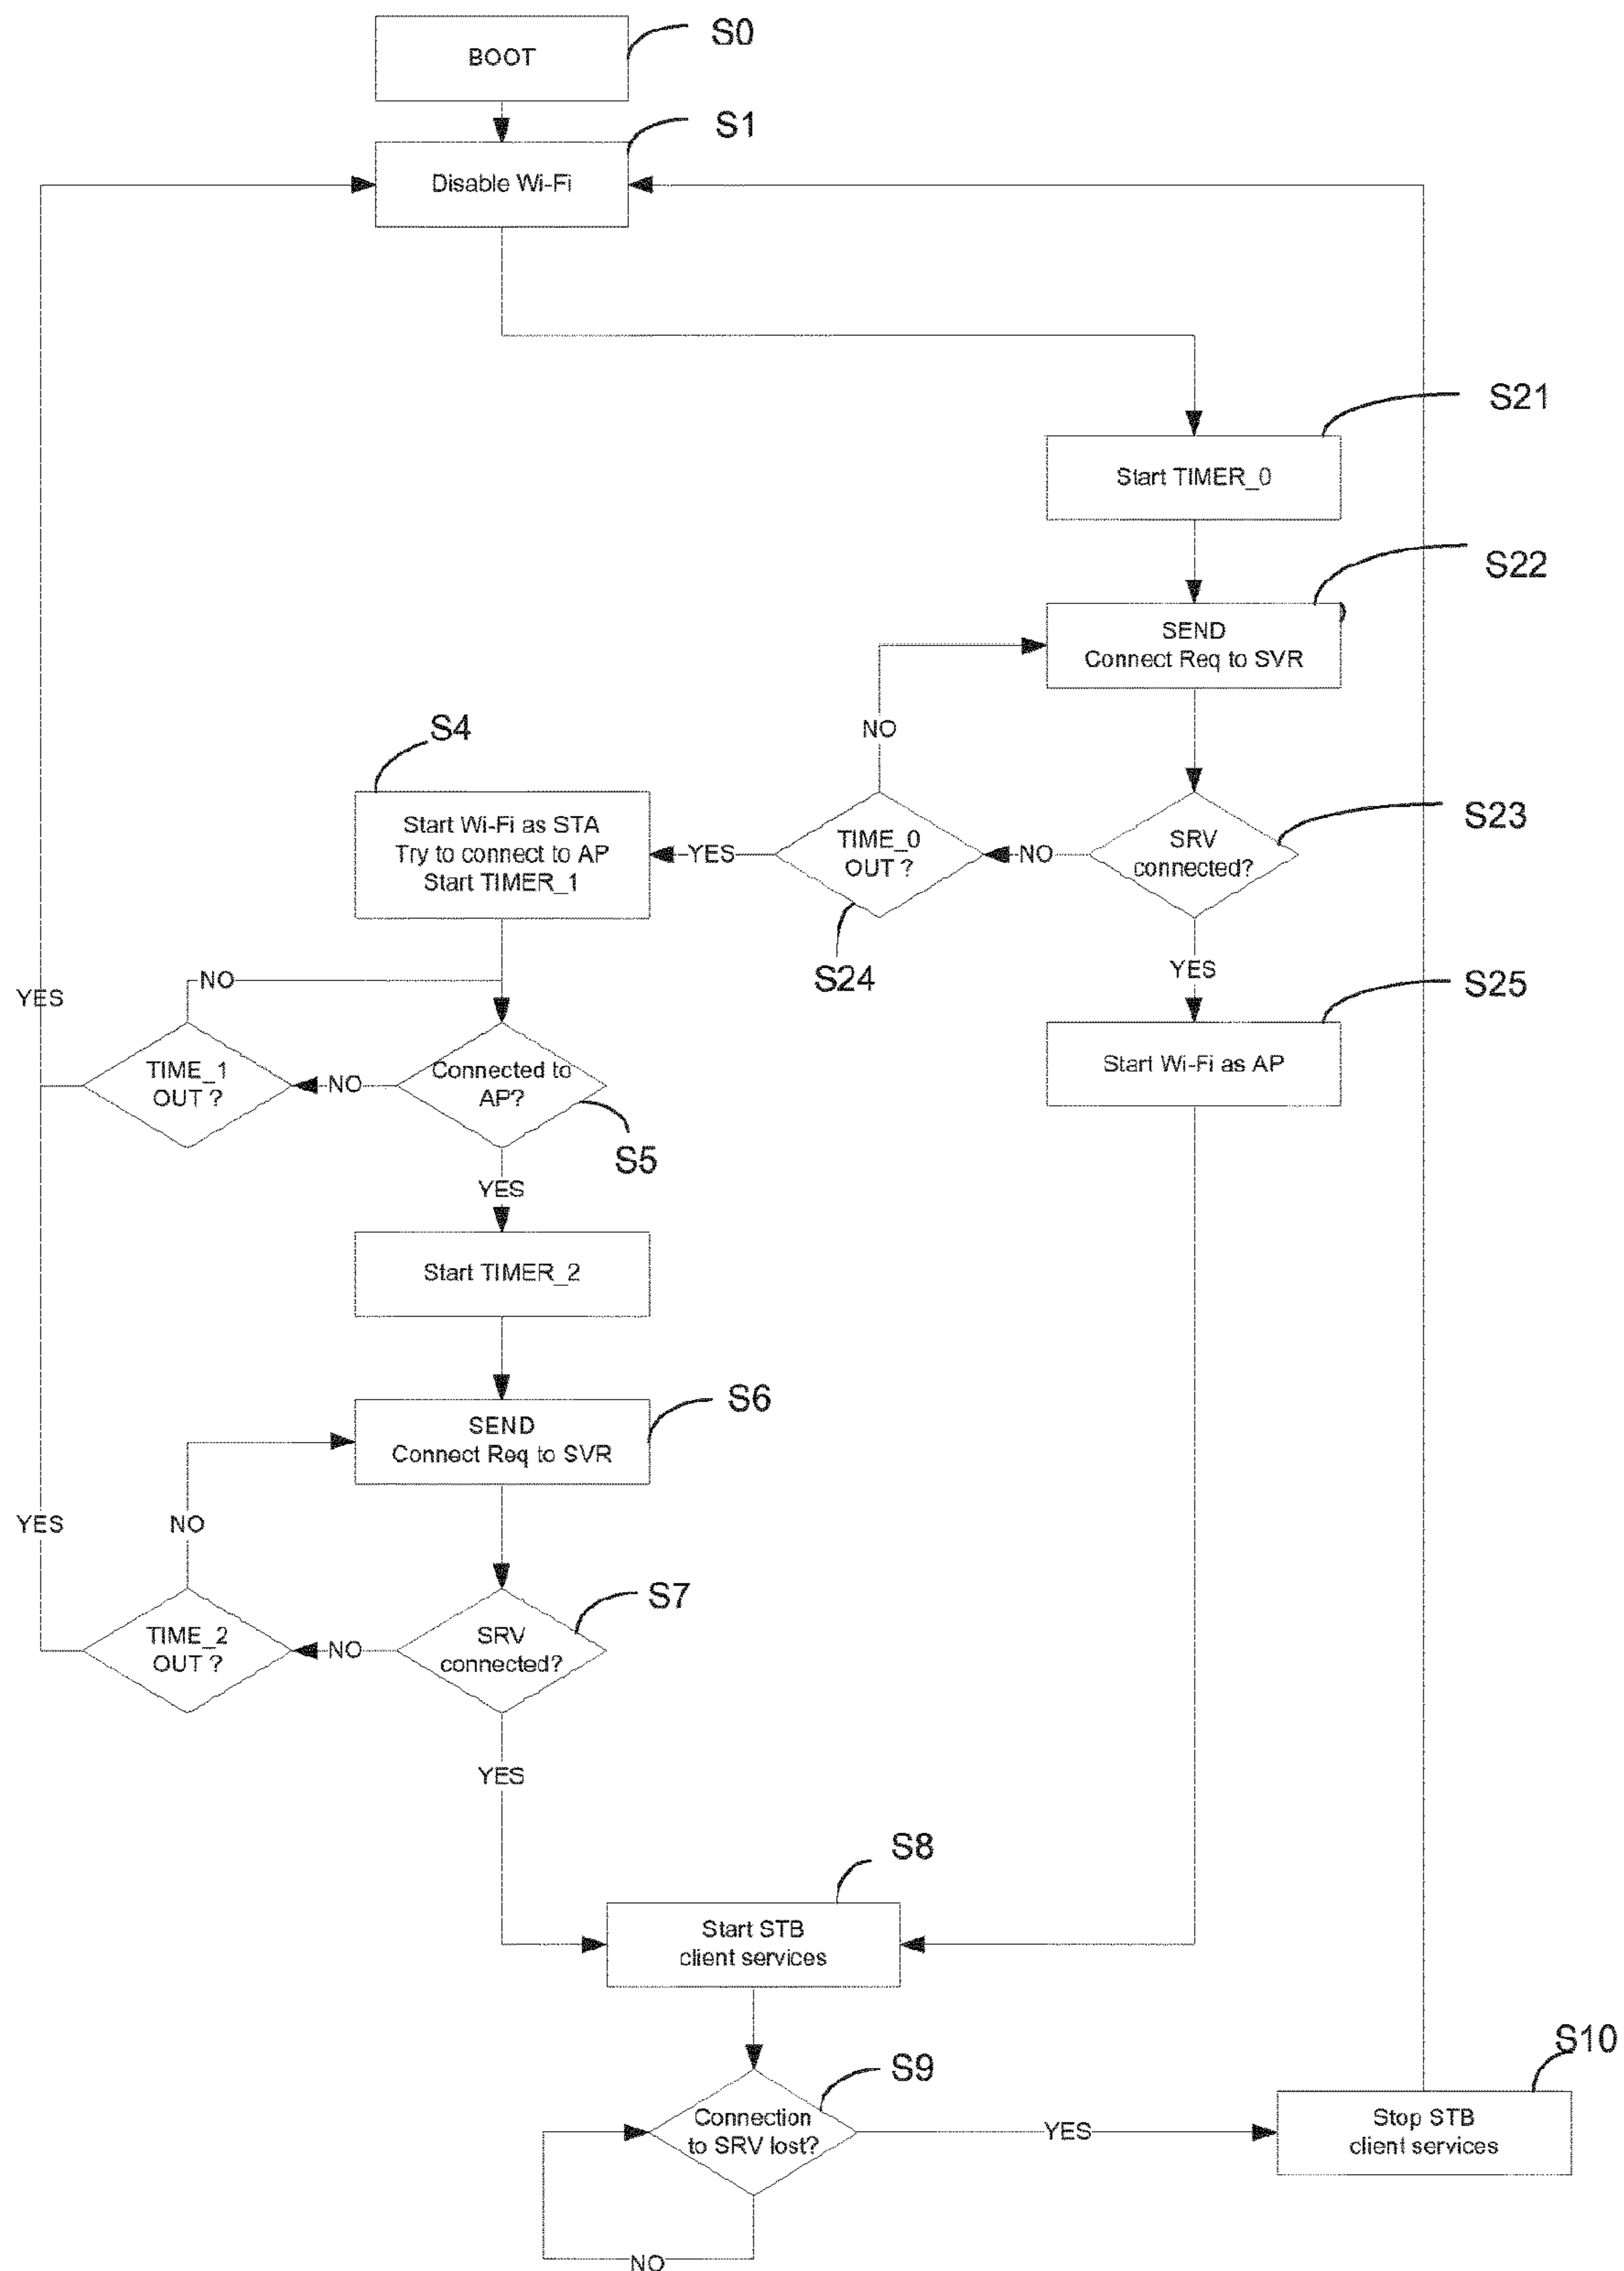 S0
BOOT
S1
Disable Wi-Fi
S21
Start TIMER_0
S22
SEND
Connect Req to SVR
NO
S4
Start Wi-Fi as STA
Try to connect to AP
Start TIMER_1
YES
TIME_0
OUT ?
NO
SRV
connected?
S23
S24
YES
S25
NO
YES
Start Wi-Fi as AP
TIME_1
OUT ?
NO
Connected to
AP?
S5
YES
Start TIMER_2
S6
SEND
Connect Req to SVR
YES
NO
S7
TIME_2
OUT ?
NO
SRV
connected?
YES
S8
Start STB
client services
S9
S10
Connection
to SRV lost?
YES
Stop STB
client services
NO